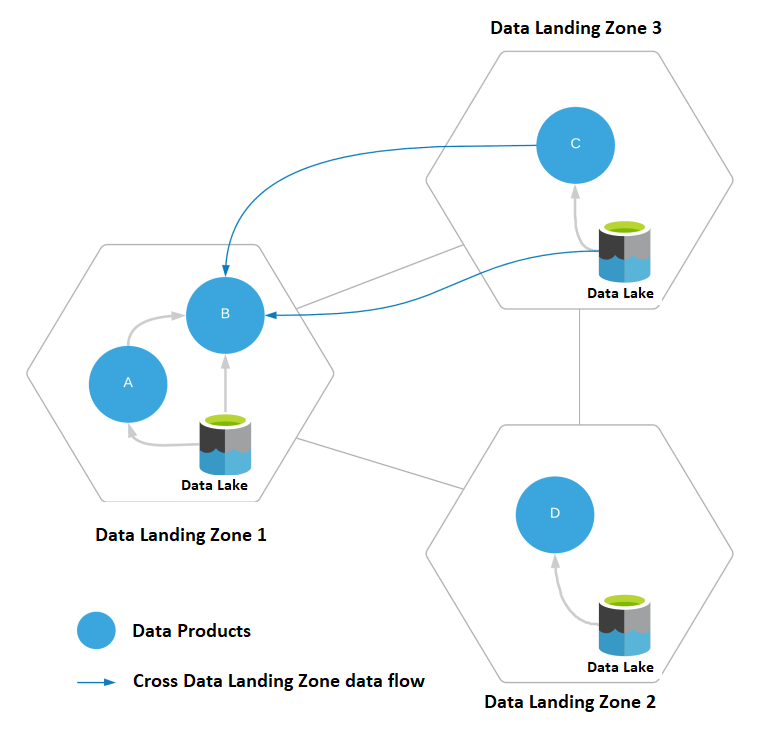 Data Landing Zone 3
C
Data Lake
B
A
Data Lake
Data Landing Zone 1
D
Data Lake
Data Landing Zone 2
Data Products
Cross Data Landing Zone data flow